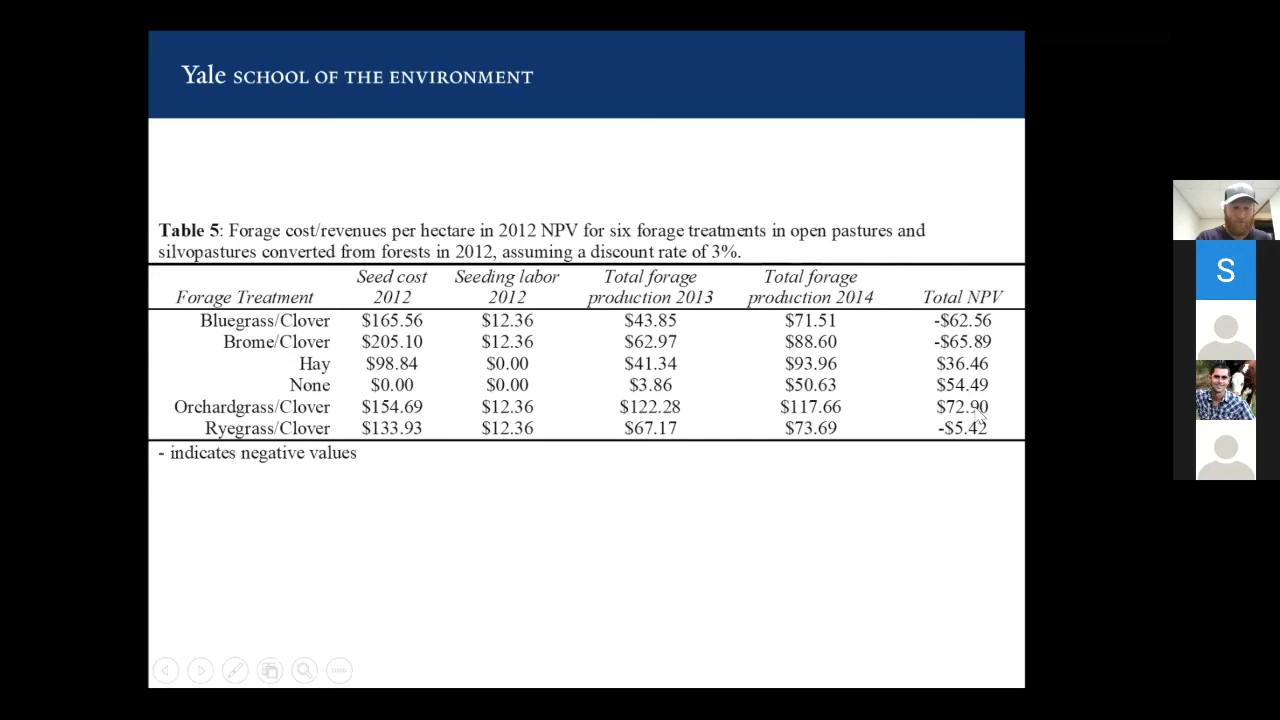 Yale SCHOOL OF THE ENVIRONMENT
Table 5: Forage cost/revenues per hectare in 2012 NPV for six forage treatments in open pastures and
silvopastures converted from forests in 2012, assuming a discount rate of 3%.
Seed cost Seeding labor Total forage Total forage
Forage Treatment 2012 2012 production 2013 production 2014 Total NPV
Bluegrass/Clover $165.56 $12.36 $43.85 $71.51 -$62.56
Brome/Clover $205.10 $12.36 $62.97 $88.60 -$65.89
Hay $98.84 $0.00 $41.34 $93.96 $36.46
None $0.00 $0.00 $3.86 $50.63 $54.49
Orchardgrass/Clover $154.69 $12.36 $122.28 $117.66 $72.90
Ryegrass/Clover $133.93 $12.36 $67.17 $73.69 -$5.42
- indicates negative values
S